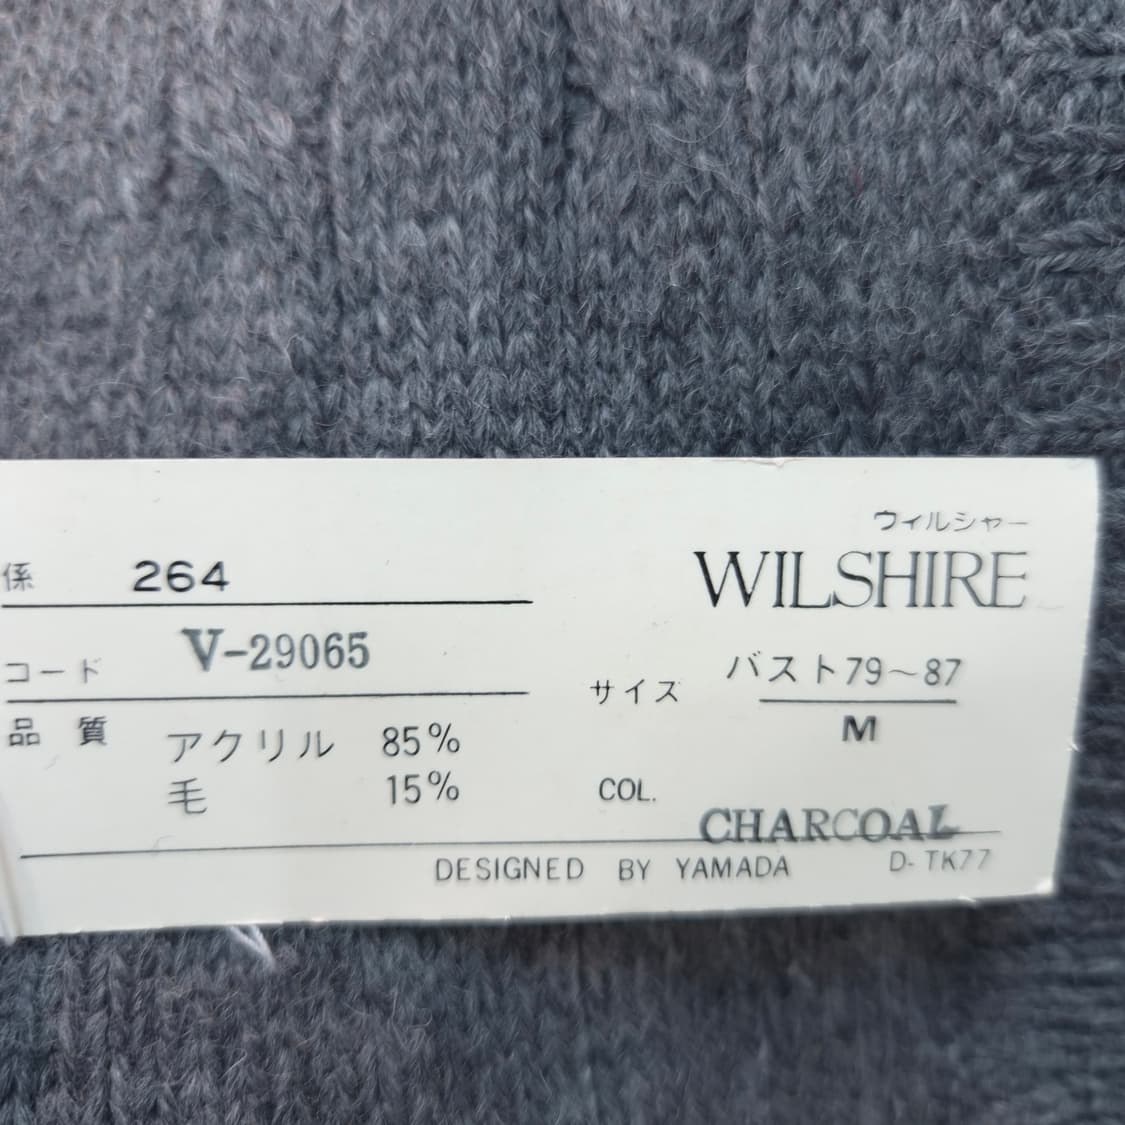 ウィルシャー
WILSHIRE
係 264
コード V-29065
サイズ バスト79～87
M
品質 アクリル 85%
毛 15%
COL. CHARCOAL
DESIGNED BY YAMADA D-TK77